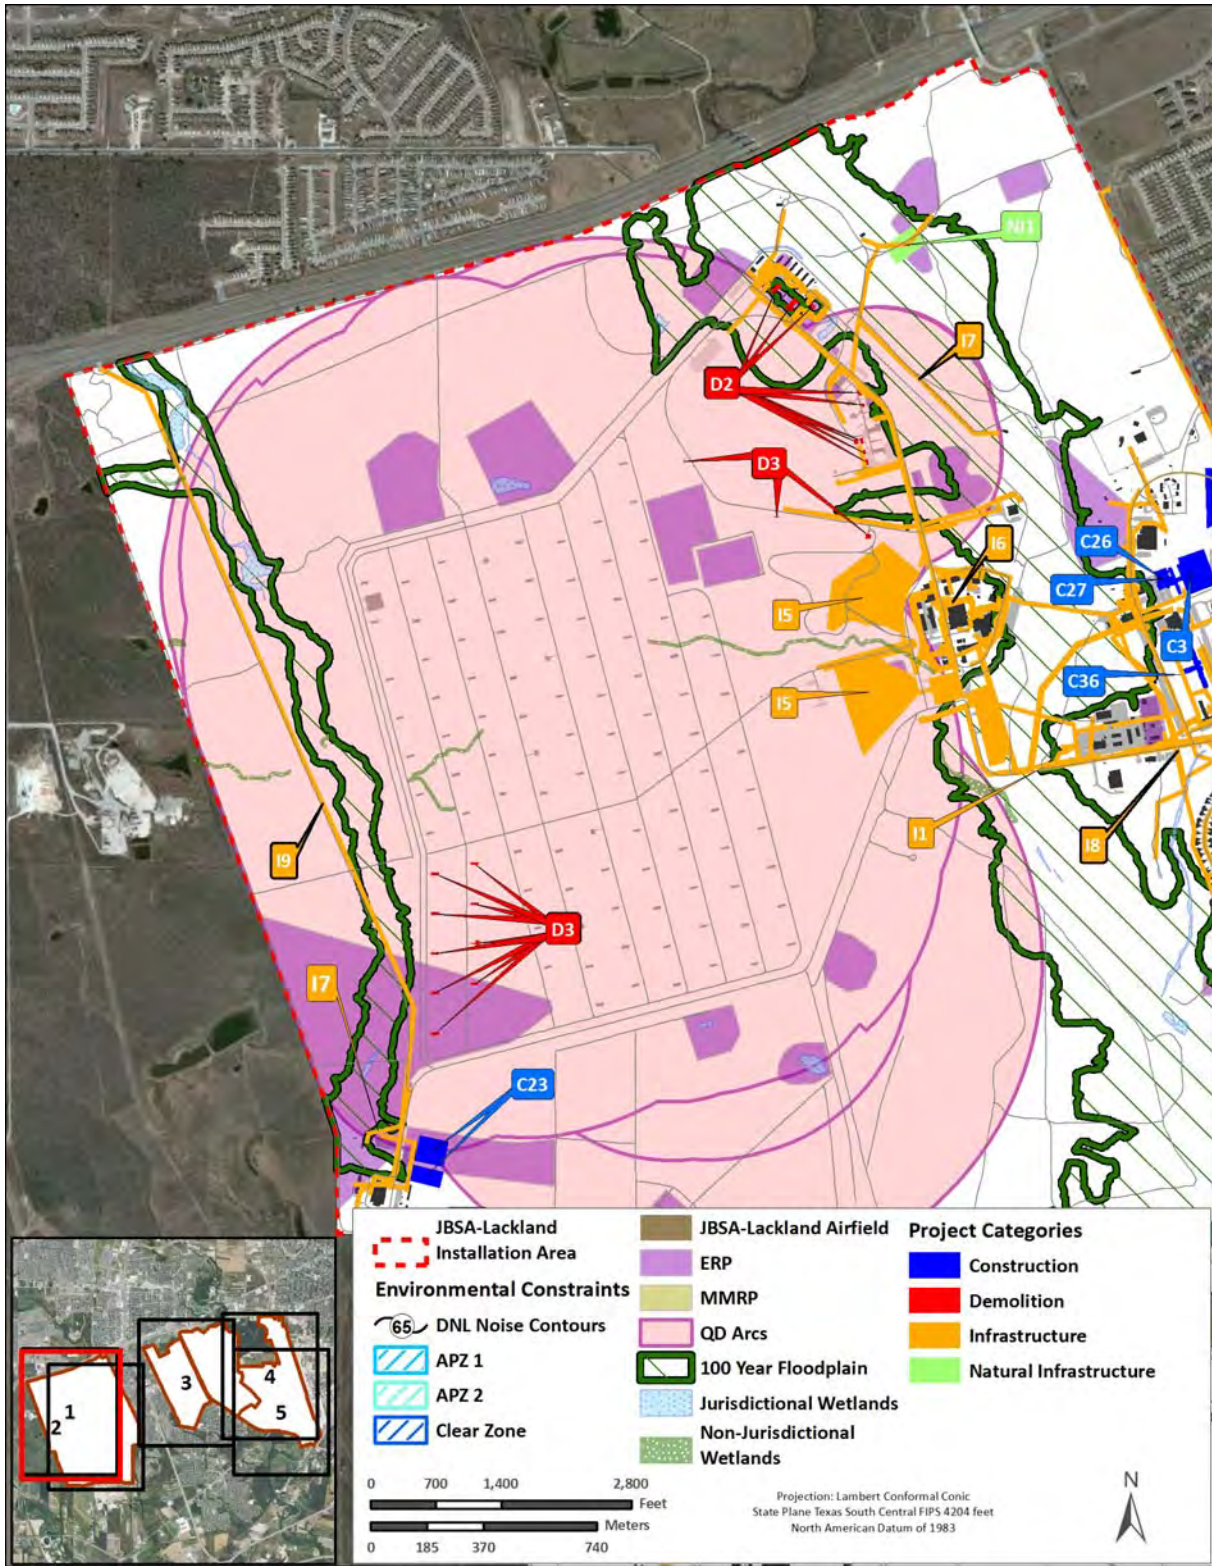 NI1
I7
D2
D3
I6
C26
C27
I5
C3
C36
I5
I1
I8
I9
D3
I7
C23
JBSA-Lackland
Installation Area
Environmental Constraints
65 DNL Noise Contours
APZ 1
APZ 2
Clear Zone
JBSA-Lackland Airfield
ERP
MMRP
QD Arcs
100 Year Floodplain
Jurisdictional Wetlands
Non-Jurisdictional
Wetlands
Project Categories
Construction
Demolition
Infrastructure
Natural Infrastructure
0 700 1,400 2,800
Feet
Meters
0 185 370 740
Projection: Lambert Conformal Conic
State Plane Texas South Central FIPS 4204 feet
North American Datum of 1983
N
1
2
3
4
5